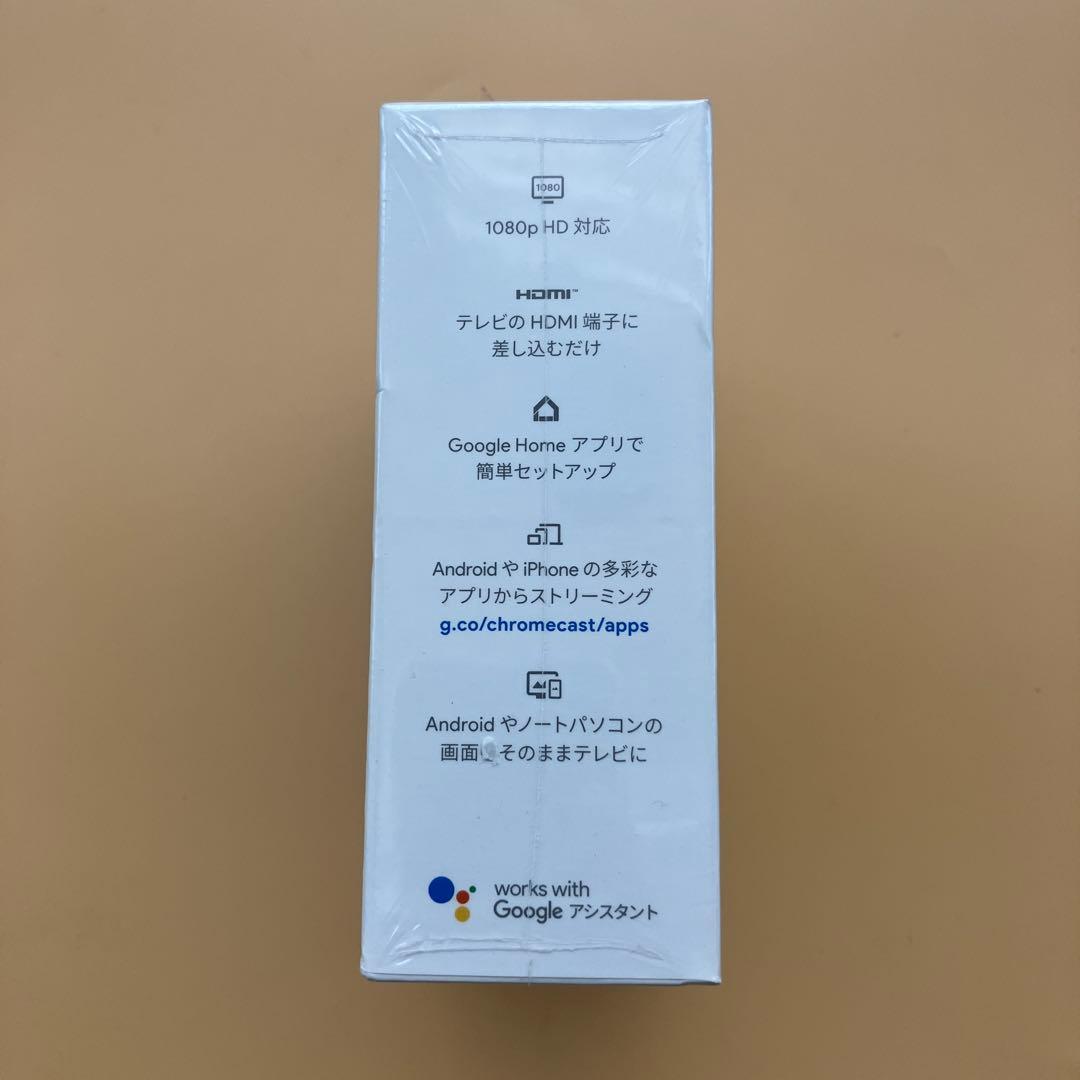 1080
1080p HD 対応
HDMI™
テレビの HDMI 端子に
差し込むだけ
Google Home アプリで
簡単セットアップ
Android や iPhone の多彩な
アプリからストリーミング
g.co/chromecast/apps
Android やノートパソコンの
画面 そのままテレビに
works with
Google アシスタント